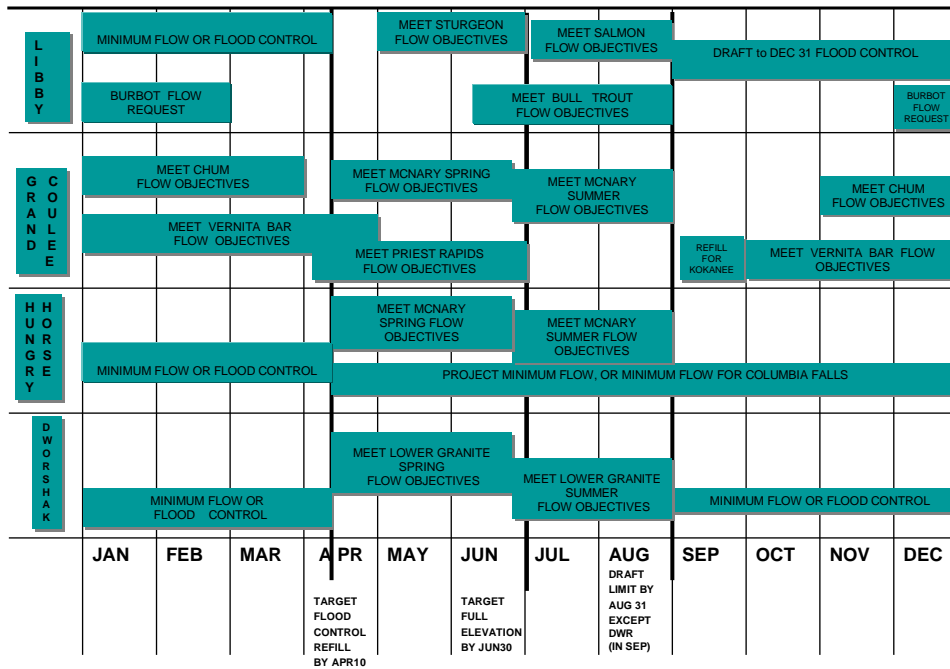 LIBBY
MINIMUM FLOW OR FLOOD CONTROL
MEET STURGEON
FLOW OBJECTIVES
MEET SALMON
FLOW OBJECTIVES
DRAFT to DEC 31 FLOOD CONTROL
BURBOT FLOW
REQUEST
MEET BULL TROUT
FLOW OBJECTIVES
BURBOT
FLOW
REQUEST
GRAND
COULEE
MEET CHUM
FLOW OBJECTIVES
MEET MCNARY SPRING
FLOW OBJECTIVES
MEET MCNARY
SUMMER
FLOW OBJECTIVES
MEET CHUM
FLOW OBJECTIVES
MEET VERNITA BAR
FLOW OBJECTIVES
MEET PRIEST RAPIDS
FLOW OBJECTIVES
REFILL
FOR
KOKANEE
MEET VERNITA BAR FLOW
OBJECTIVES
HUNGRY
HORSE
MEET MCNARY
SPRING FLOW
OBJECTIVES
MEET MCNARY
SUMMER FLOW
OBJECTIVES
MINIMUM FLOW OR FLOOD CONTROL
PROJECT MINIMUM FLOW, OR MINIMUM FLOW FOR COLUMBIA FALLS
DWORSHAK
MEET LOWER GRANITE
SPRING
FLOW OBJECTIVES
MEET LOWER GRANITE
SUMMER
FLOW OBJECTIVES
MINIMUM FLOW OR
FLOOD CONTROL
MINIMUM FLOW OR FLOOD CONTROL
JAN FEB MAR APR MAY JUN JUL AUG SEP OCT NOV DEC
TARGET
FLOOD
CONTROL
REFILL
BY APR10
TARGET
FULL
ELEVATION
BY JUN30
DRAFT
LIMIT BY
AUG 31
EXCEPT
DWR
(IN SEP)